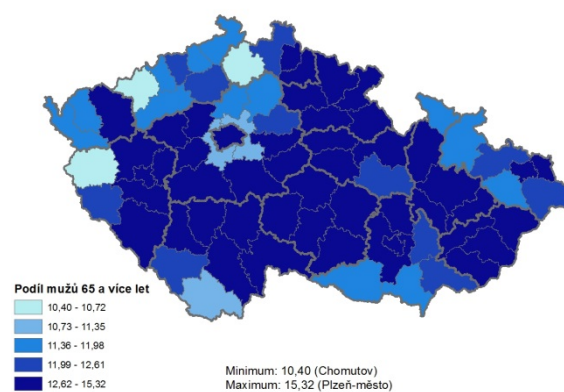 Podíl mužů 65 a více let
10,40 - 10,72
10,73 - 11,35
11,36 - 11,98
11,99 - 12,61
12,62 - 15,32
Minimum: 10,40 (Chomutov)
Maximum: 15,32 (Plzeň-město)